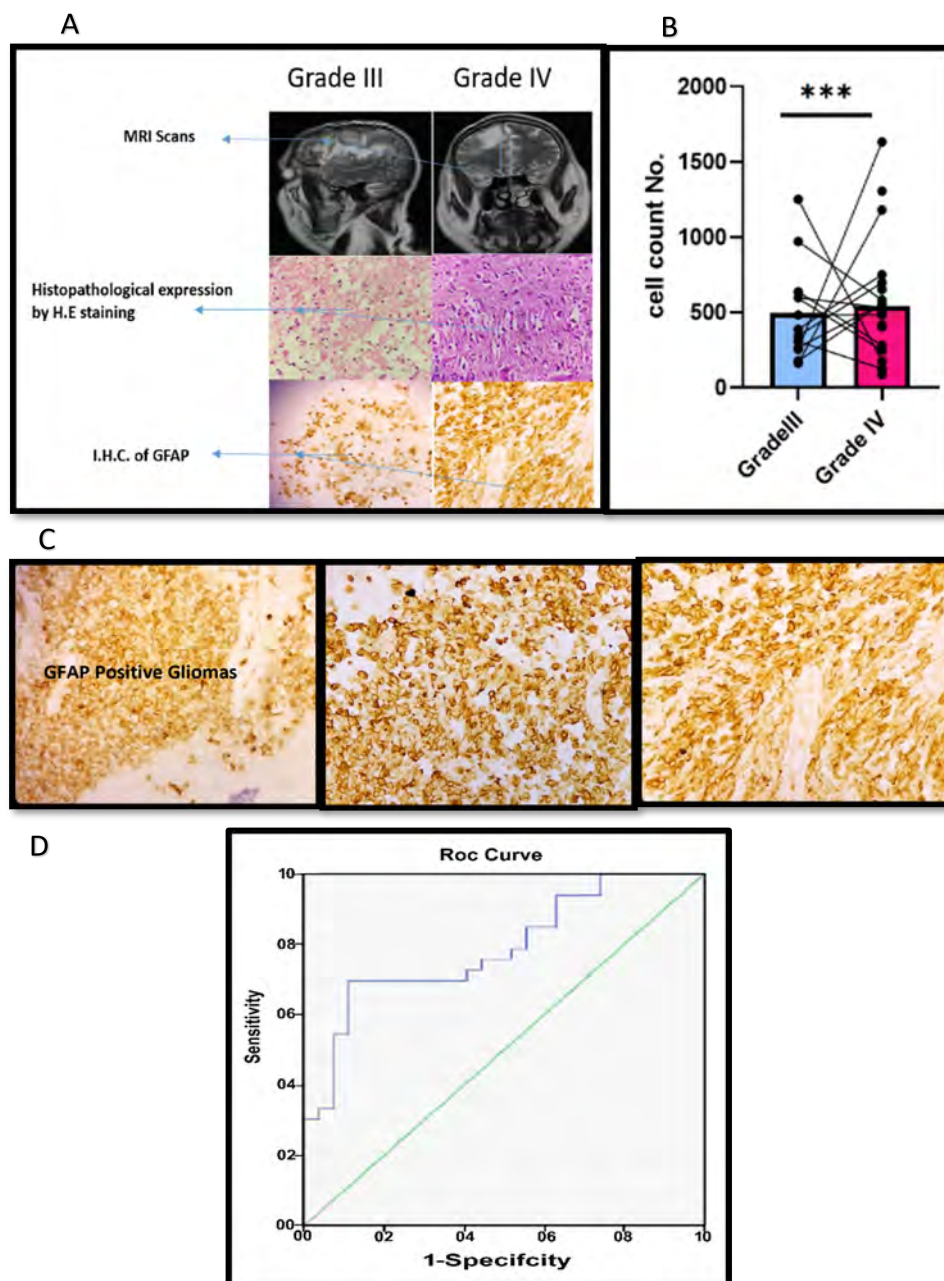 A
B
Grade III
Grade IV
MRI Scans
Histopathological expression
by H.E staining
I.H.C. of GFAP
***
2000
1500
1000
500
0
cell count No.
GradeIII
Grade IV
C
GFAP Positive Gliomas
D
Roc Curve
10
08
06
04
02
00
Sensitivity
00
02
04
06
08
10
1-Specifcity